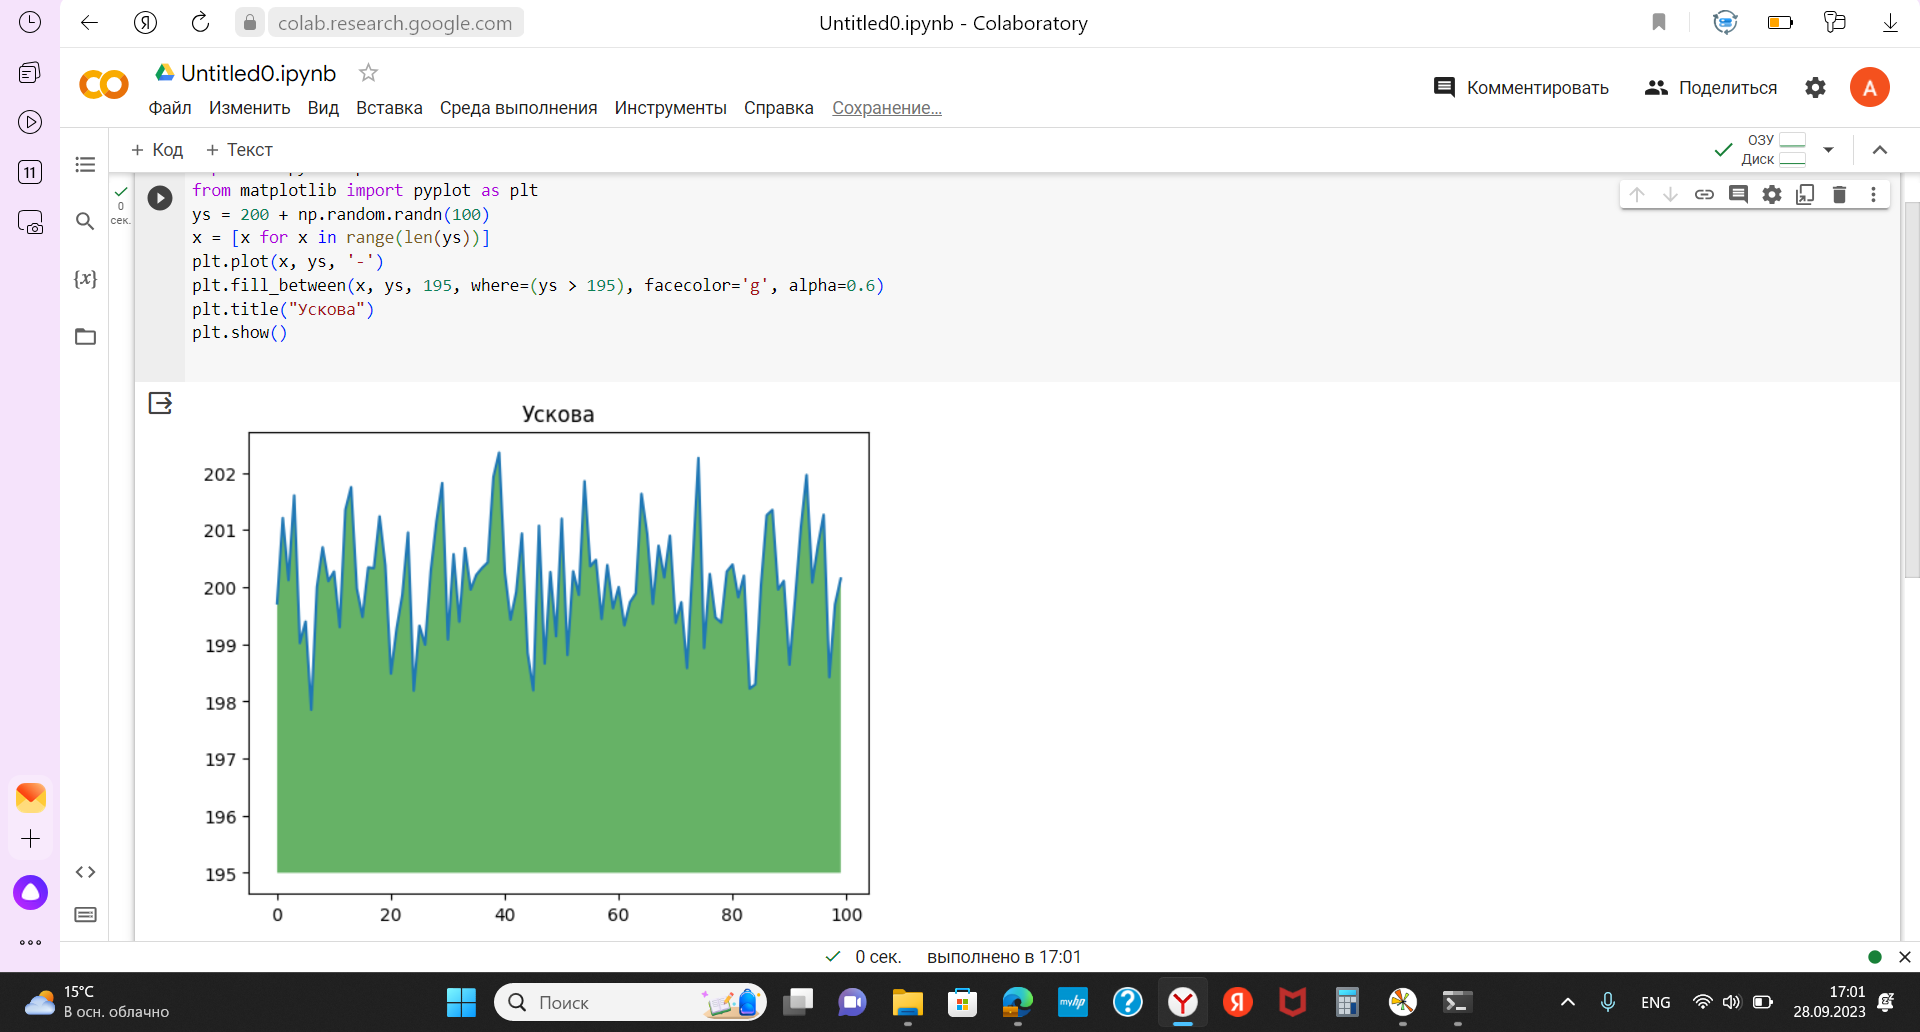 colab.research.google.com
Untitled0.ipynb - Colaboratory
Untitled0.ipynb
Файл Изменить Вид Вставка Среда выполнения Инструменты Справка Сохранение…
Комментировать
Поделиться
A
+ Код + Текст
ОЗУ
Диск
11
0
сек.
from matplotlib import pyplot as plt
ys = 200 + np.random.randn(100)
x = [x for x in range(len(ys))]
plt.plot(x, ys, '-')
plt.fill_between(x, ys, 195, where=(ys > 195), facecolor='g', alpha=0.6)
plt.title("Ускова")
plt.show()
{x}
Ускова
202
201
200
199
198
197
196
195
0 20 40 60 80 100
0 сек. выполнено в 17:01
15°C
В осн. облачно
Поиск
myhp
Я
ENG
17:01
28.09.2023